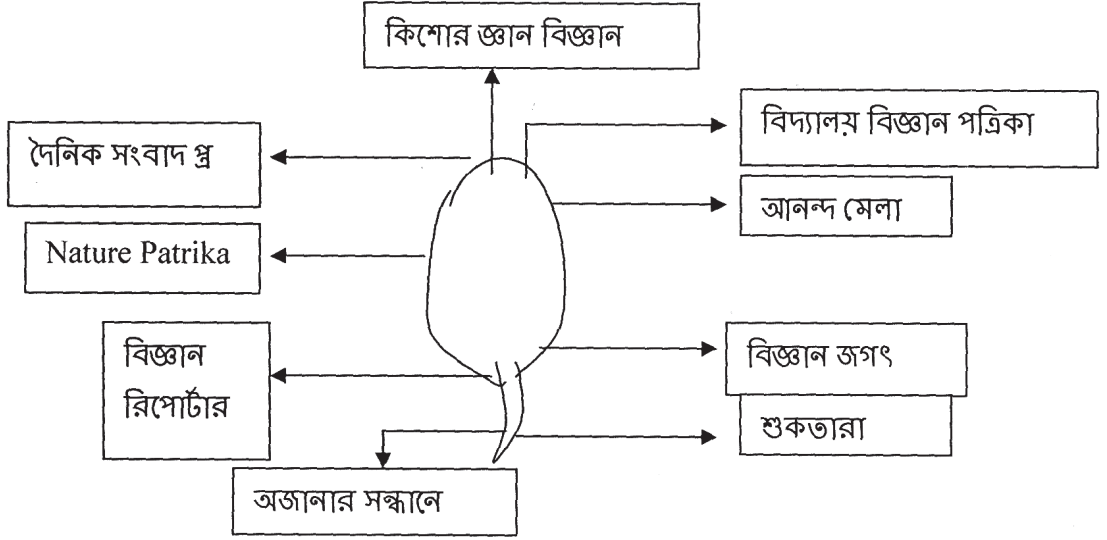 কিশোর জ্ঞান বিজ্ঞান
বিদ্যালয় বিজ্ঞান পত্রিকা
দৈনিক সংবাদ প্ত্র
আনন্দ মেলা
Nature Patrika
বিজ্ঞান
রিপোর্টার
বিজ্ঞান জগৎ
শুকতারা
অজানার সন্ধানে